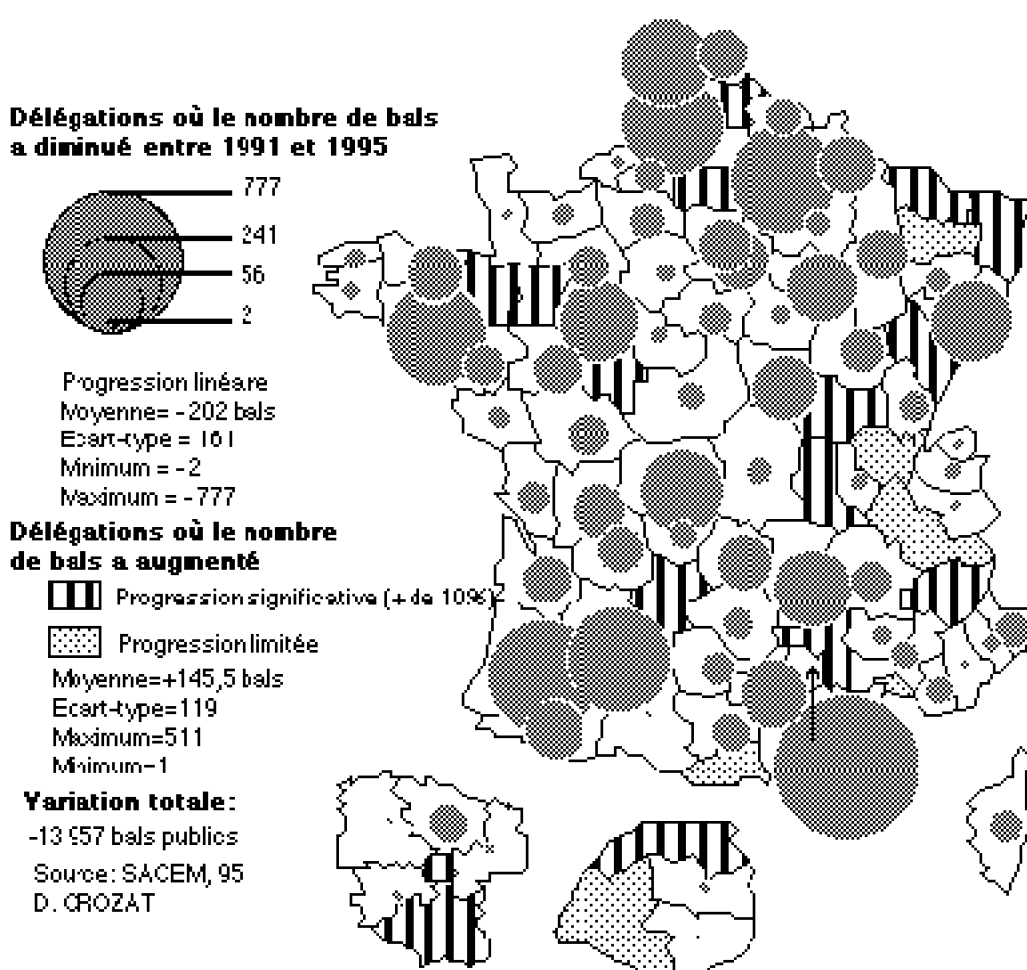 Délégations où le nombre de bals
a diminué entre 1991 et 1995
777
241
56
2
Progression linéaire
Moyenne= -202 bals
Ecart-type = 161
Minimum = -2
Maximum = -777
Délégations où le nombre
de bals a augmenté
Progression significative (+ de 10%)
Progression limitée
Moyenne=+145,5 bals
Ecart-type=119
Maximum=511
Minimum=1
Variation totale:
-13 957 bals publics
Source: SACEM, 95
D. CROZAT